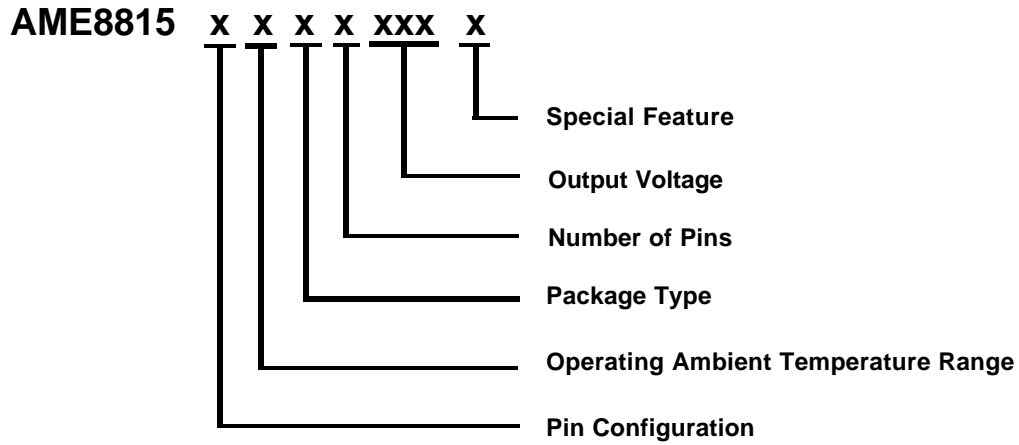 AME8815 x x x x xxx x
Special Feature
Output Voltage
Number of Pins
Package Type
Operating Ambient Temperature Range
Pin Configuration